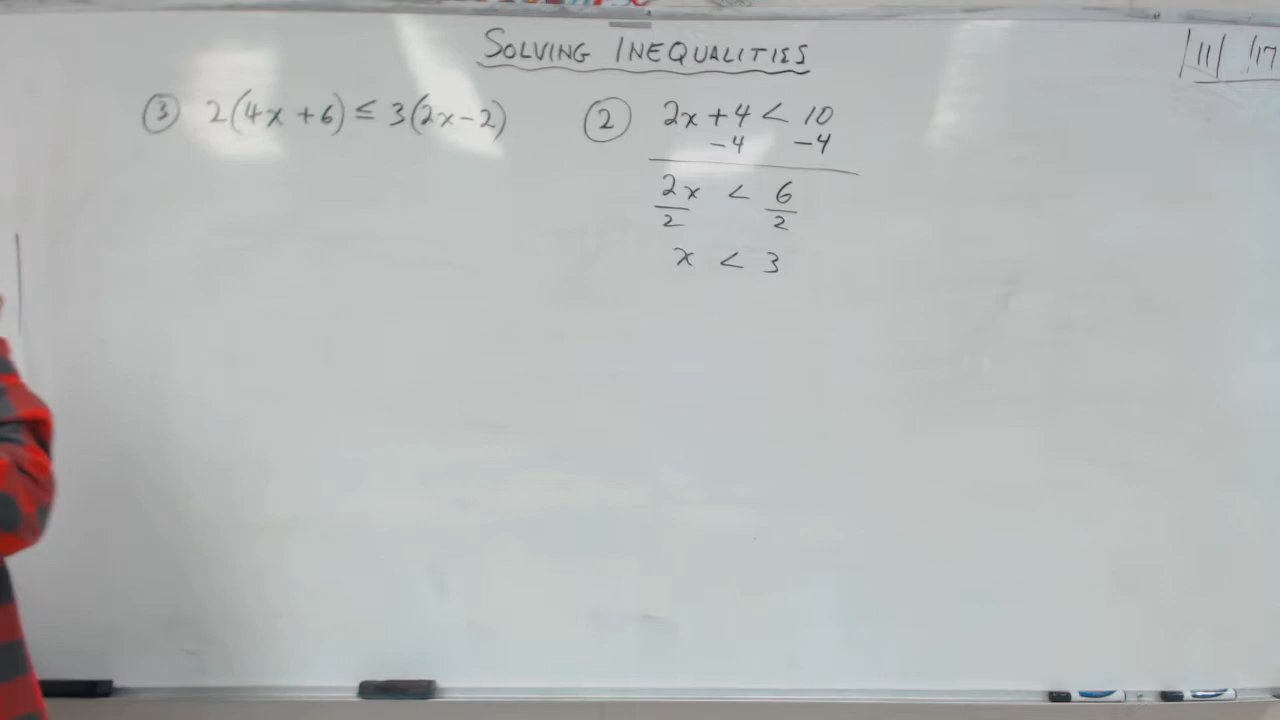 SOLVING INEQUALITIES
|11| |17
③ 2(4x+6) ≤ 3(2x-2)
② 2x+4 < 10
-4 -4
2x < 6
2 2
x < 3